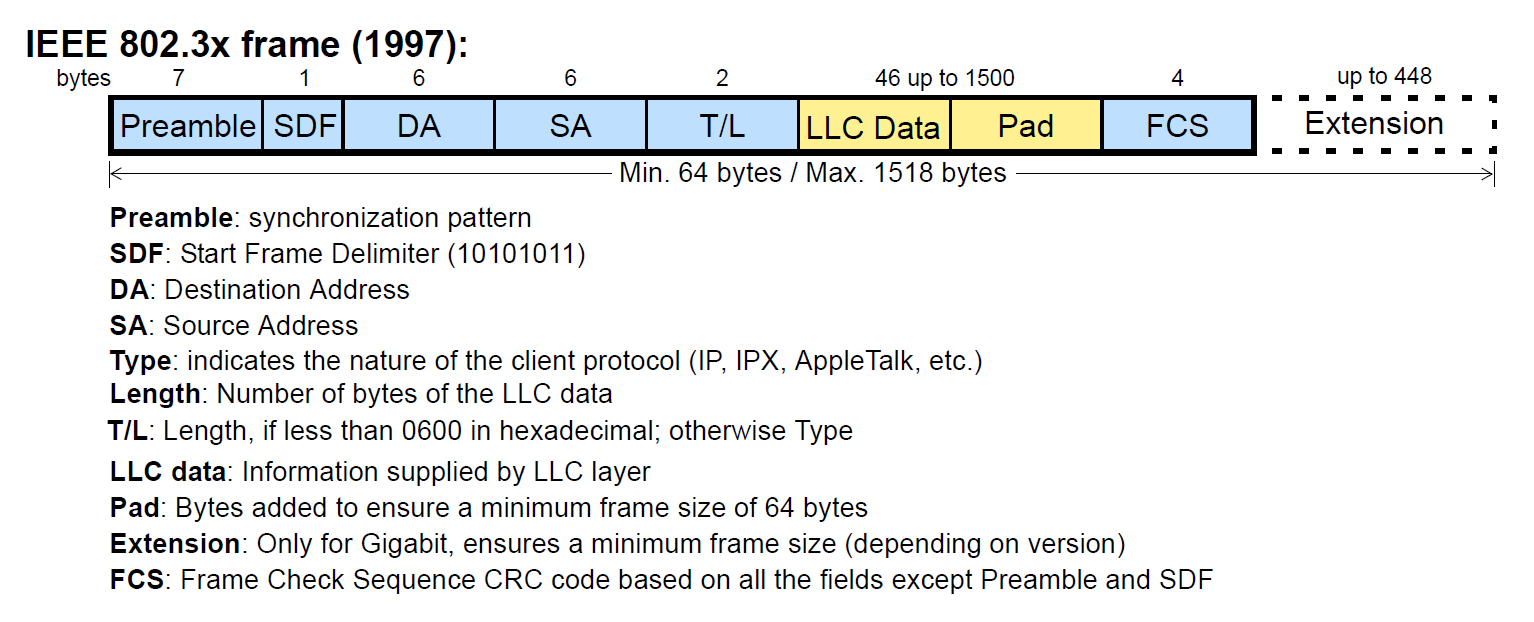 IEEE 802.3x frame (1997):
bytes 7 1 6 6 2 46 up to 1500 4 up to 448
Preamble SDF DA SA T/L LLC Data Pad FCS Extension
Min. 64 bytes / Max. 1518 bytes
Preamble: synchronization pattern
SDF: Start Frame Delimiter (10101011)
DA: Destination Address
SA: Source Address
Type: indicates the nature of the client protocol (IP, IPX, AppleTalk, etc.)
Length: Number of bytes of the LLC data
T/L: Length, if less than 0600 in hexadecimal; otherwise Type
LLC data: Information supplied by LLC layer
Pad: Bytes added to ensure a minimum frame size of 64 bytes
Extension: Only for Gigabit, ensures a minimum frame size (depending on version)
FCS: Frame Check Sequence CRC code based on all the fields except Preamble and SDF